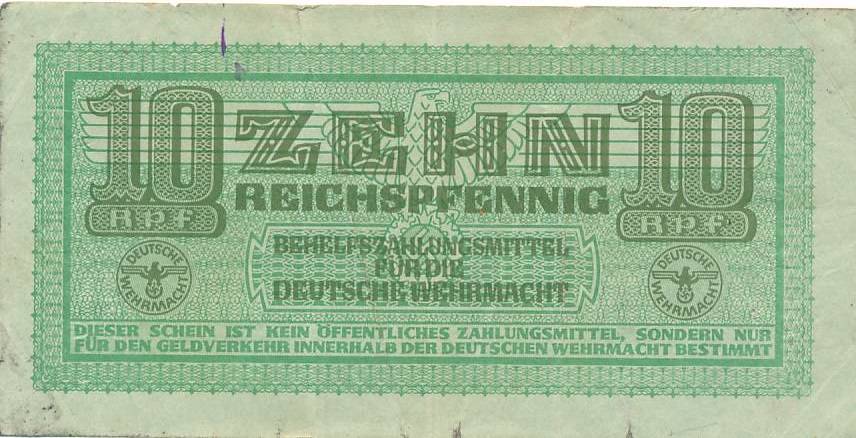 10 ZEHN 10
REICHSPFENNIG
Rpf Rpf
BEHELFSZAHLUNGSMITTEL
FÜR DIE
DEUTSCHE WEHRMACHT
DEUTSCHE WEHRMACHT
DEUTSCHE WEHRMACHT
DIESER SCHEIN IST KEIN ÖFFENTLICHES ZAHLUNGSMITTEL, SONDERN NUR
FÜR DEN GELDVERKEHR INNERHALB DER DEUTSCHEN WEHRMACHT BESTIMMT